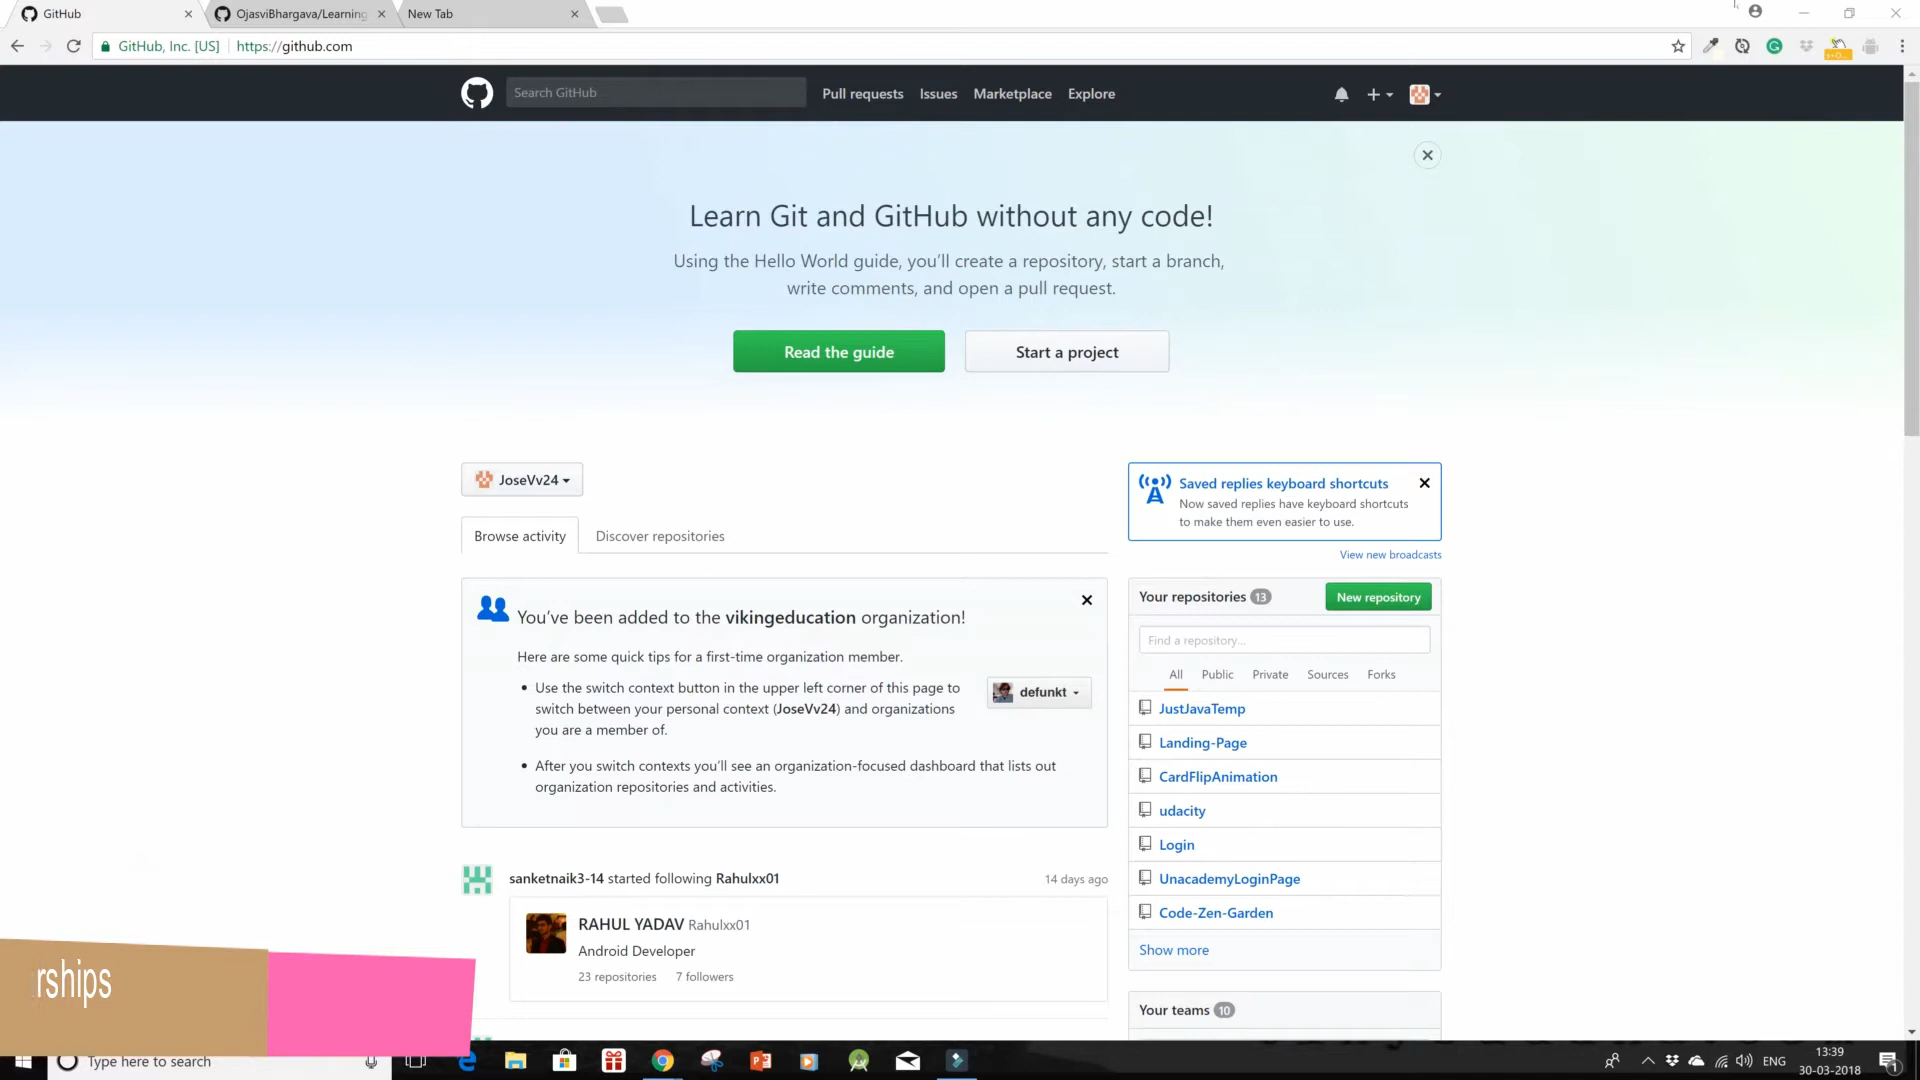 GitHub
OjasviBhargava/Learning
New Tab
GitHub, Inc. [US]
https://github.com
Search GitHub
Pull requests
Issues
Marketplace
Explore
Learn Git and GitHub without any code!
Using the Hello World guide, you’ll create a repository, start a branch,
write comments, and open a pull request.
Read the guide
Start a project
JoseVv24
Browse activity
Discover repositories
Saved replies keyboard shortcuts
Now saved replies have keyboard shortcuts
to make them even easier to use.
View new broadcasts
You’ve been added to the vikingeducation organization!
Here are some quick tips for a first-time organization member.
• Use the switch context button in the upper left corner of this page to
switch between your personal context (JoseVv24) and organizations
you are a member of.
defunkt
• After you switch contexts you’ll see an organization-focused dashboard that lists out
organization repositories and activities.
Your repositories 13
New repository
Find a repository...
All
Public
Private
Sources
Forks
JustJavaTemp
Landing-Page
CardFlipAnimation
udacity
Login
UnacademyLoginPage
Code-Zen-Garden
Show more
Your teams 10
sanketnaik3-14 started following Rahulxx01
14 days ago
RAHUL YADAV Rahulxx01
Android Developer
23 repositories
7 followers
rships
Type here to search
ENG
13:39
30-03-2018
1